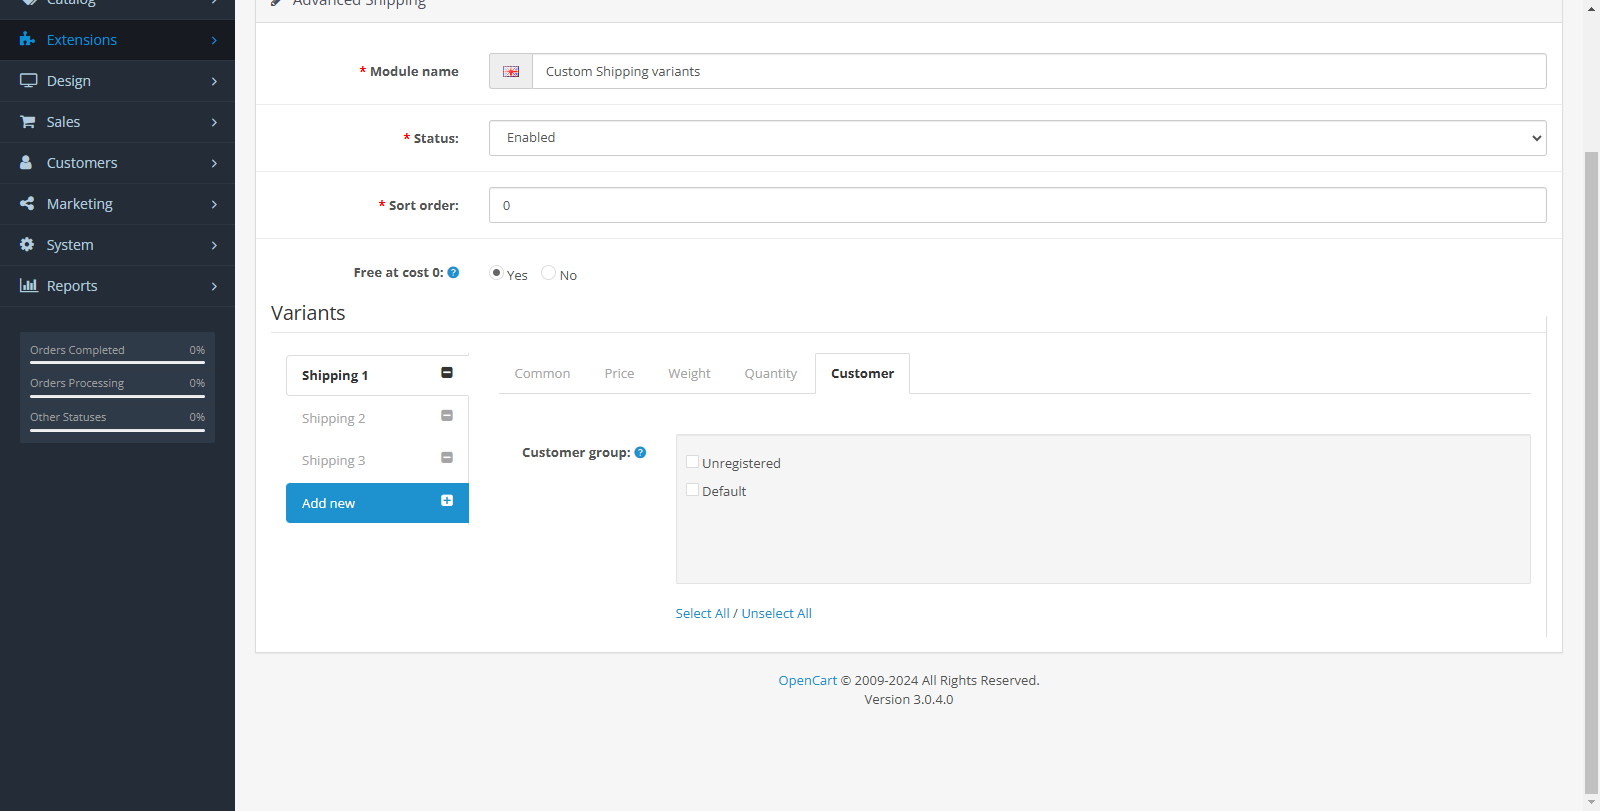 Catalog
Extensions
Design
Sales
Customers
Marketing
System
Reports
Orders Completed 0%
Orders Processing 0%
Other Statuses 0%
Advanced Shipping
* Module name Custom Shipping variants
* Status: Enabled
* Sort order: 0
Free at cost 0: Yes No
Variants
Shipping 1
Shipping 2
Shipping 3
Add new
Common Price Weight Quantity Customer
Customer group: Unregistered
Default
Select All / Unselect All
OpenCart © 2009-2024 All Rights Reserved.
Version 3.0.4.0